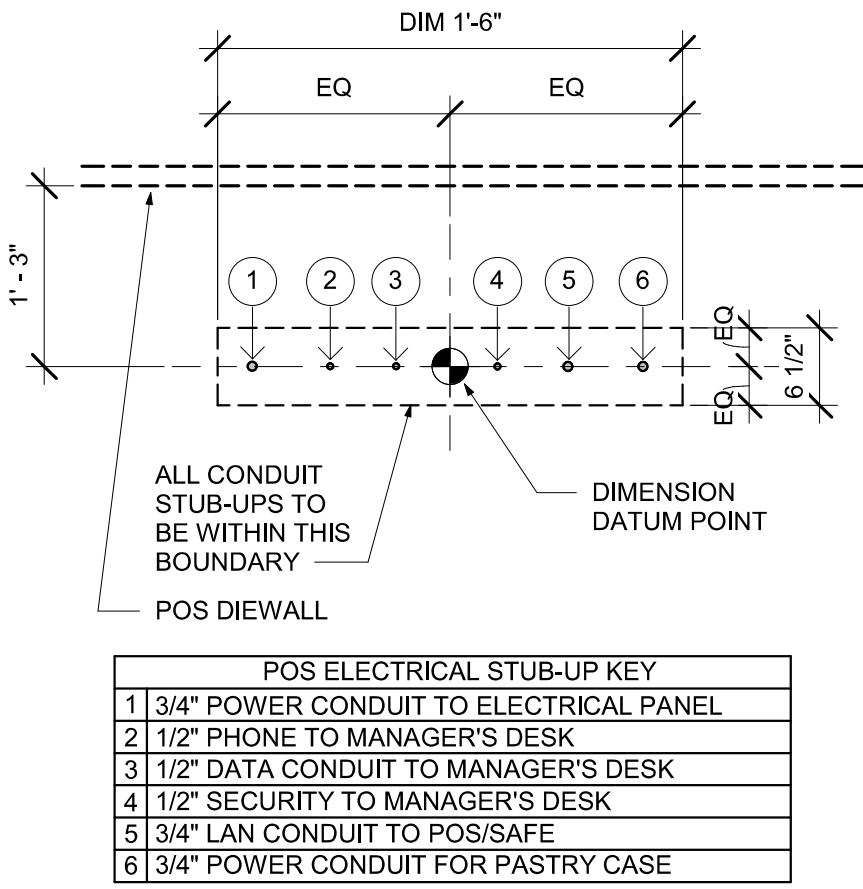 DIM 1'-6"
EQ EQ
1' - 3"
1 2 3 4 5 6
EQ
6 1/2"
EQ
ALL CONDUIT
STUB-UPS TO
BE WITHIN THIS
BOUNDARY
DIMENSION
DATUM POINT
POS DIEWALL
POS ELECTRICAL STUB-UP KEY
1 3/4" POWER CONDUIT TO ELECTRICAL PANEL
2 1/2" PHONE TO MANAGER'S DESK
3 1/2" DATA CONDUIT TO MANAGER'S DESK
4 1/2" SECURITY TO MANAGER'S DESK
5 3/4" LAN CONDUIT TO POS/SAFE
6 3/4" POWER CONDUIT FOR PASTRY CASE